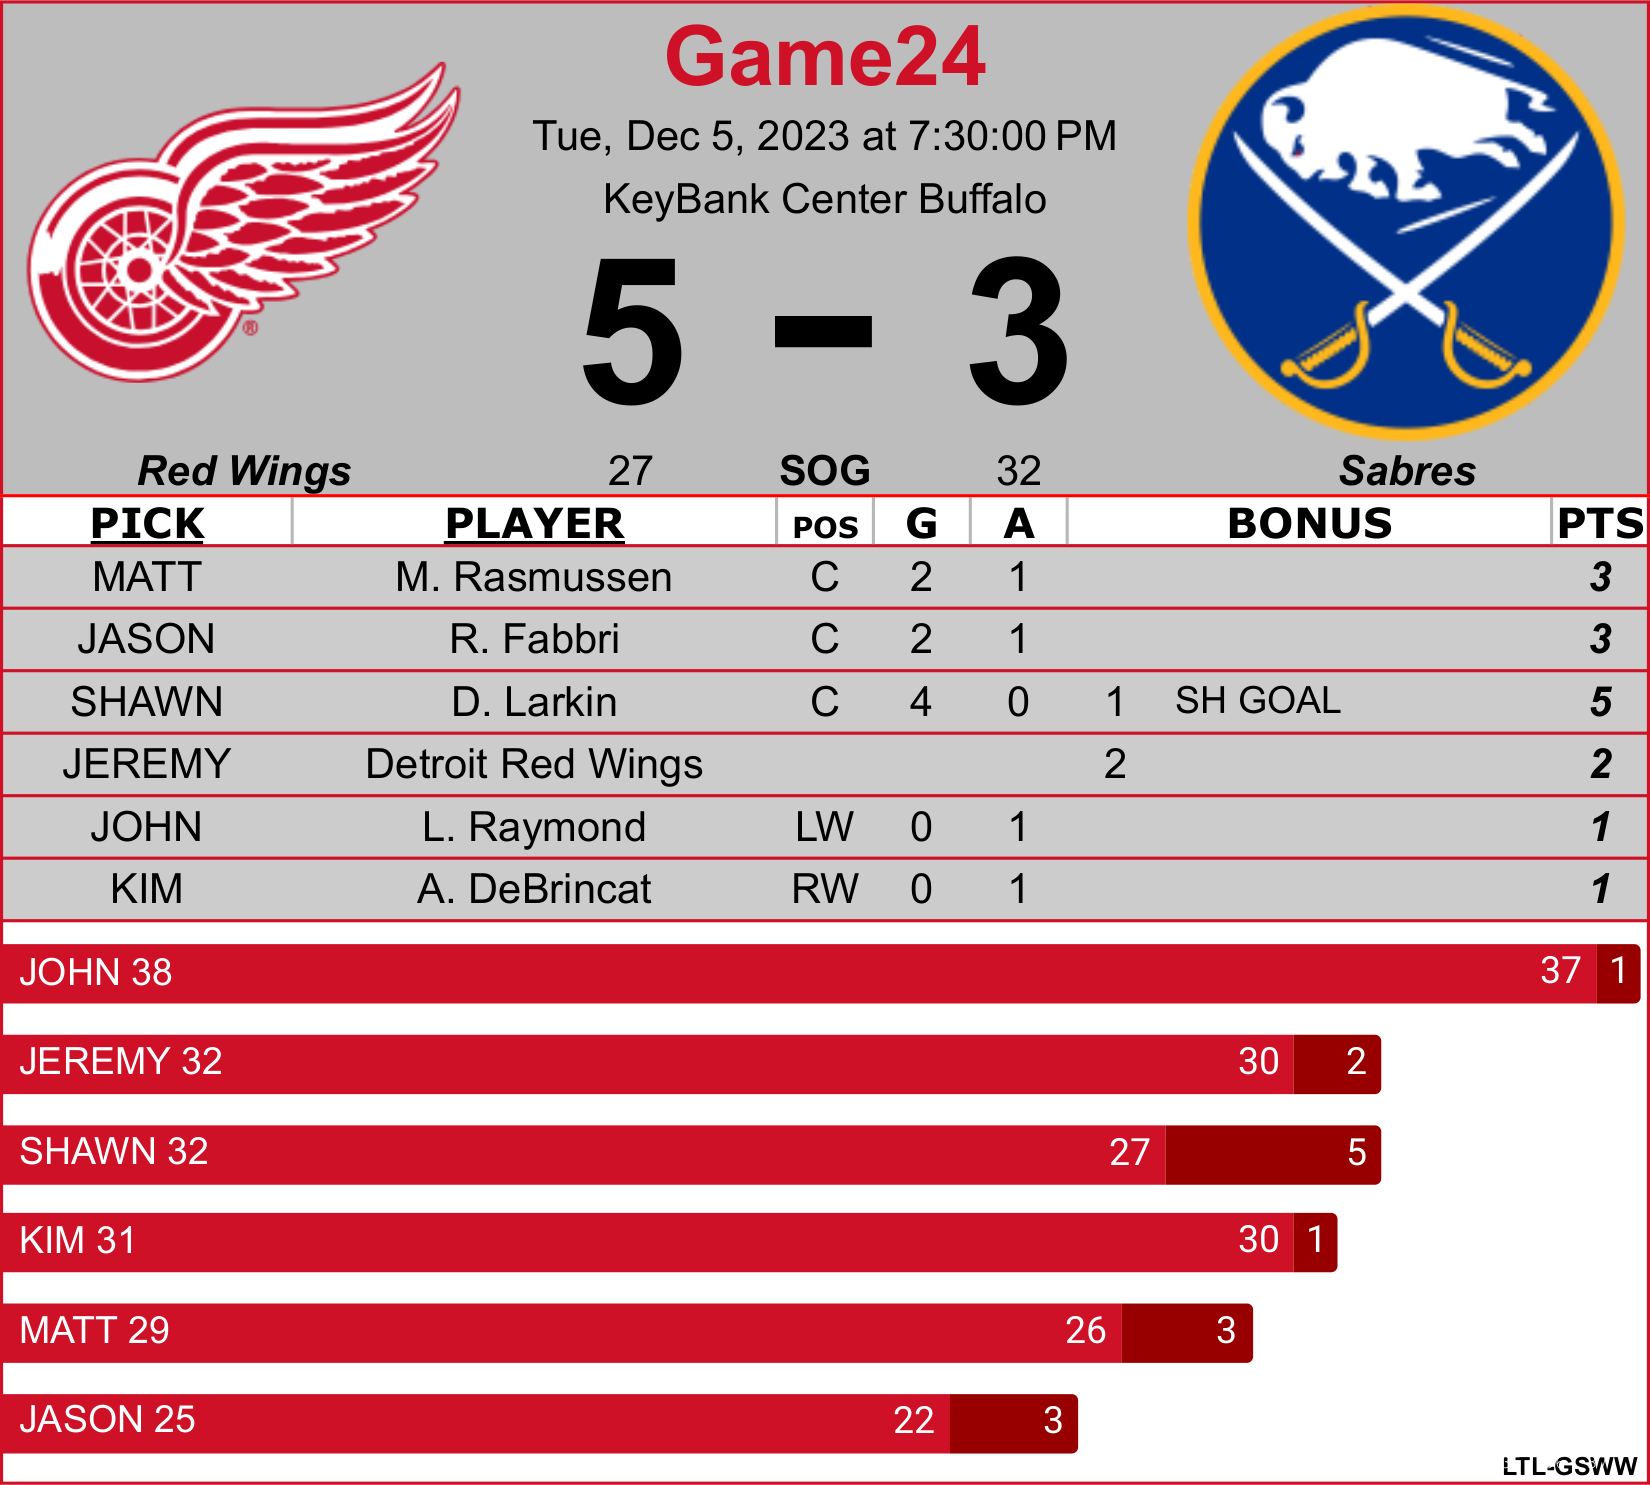 Game24
Tue, Dec 5, 2023 at 7:30:00 PM
KeyBank Center Buffalo
5 – 3
®
Red Wings 27 SOG 32 Sabres
PICK PLAYER POS G A BONUS PTS
MATT M. Rasmussen C 2 1 3
JASON R. Fabbri C 2 1 3
SHAWN D. Larkin C 4 0 1 SH GOAL 5
JEREMY Detroit Red Wings 2 2
JOHN L. Raymond LW 0 1 1
KIM A. DeBrincat RW 0 1 1
JOHN 38 37 1
JEREMY 32 30 2
SHAWN 32 27 5
KIM 31 30 1
MATT 29 26 3
JASON 25 22 3
LTL-GSWW